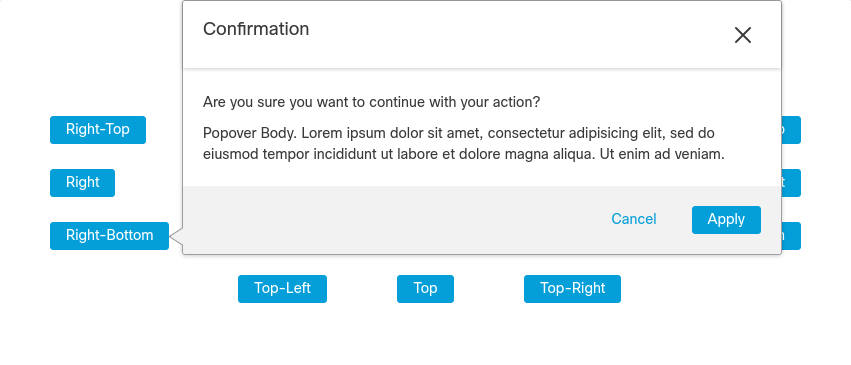 Confirmation
Are you sure you want to continue with your action?
Popover Body. Lorem ipsum dolor sit amet, consectetur adipisicing elit, sed do
eiusmod tempor incididunt ut labore et dolore magna aliqua. Ut enim ad veniam.
Cancel Apply
Right-Top
Right
Right-Bottom
Top-Left Top Top-Right